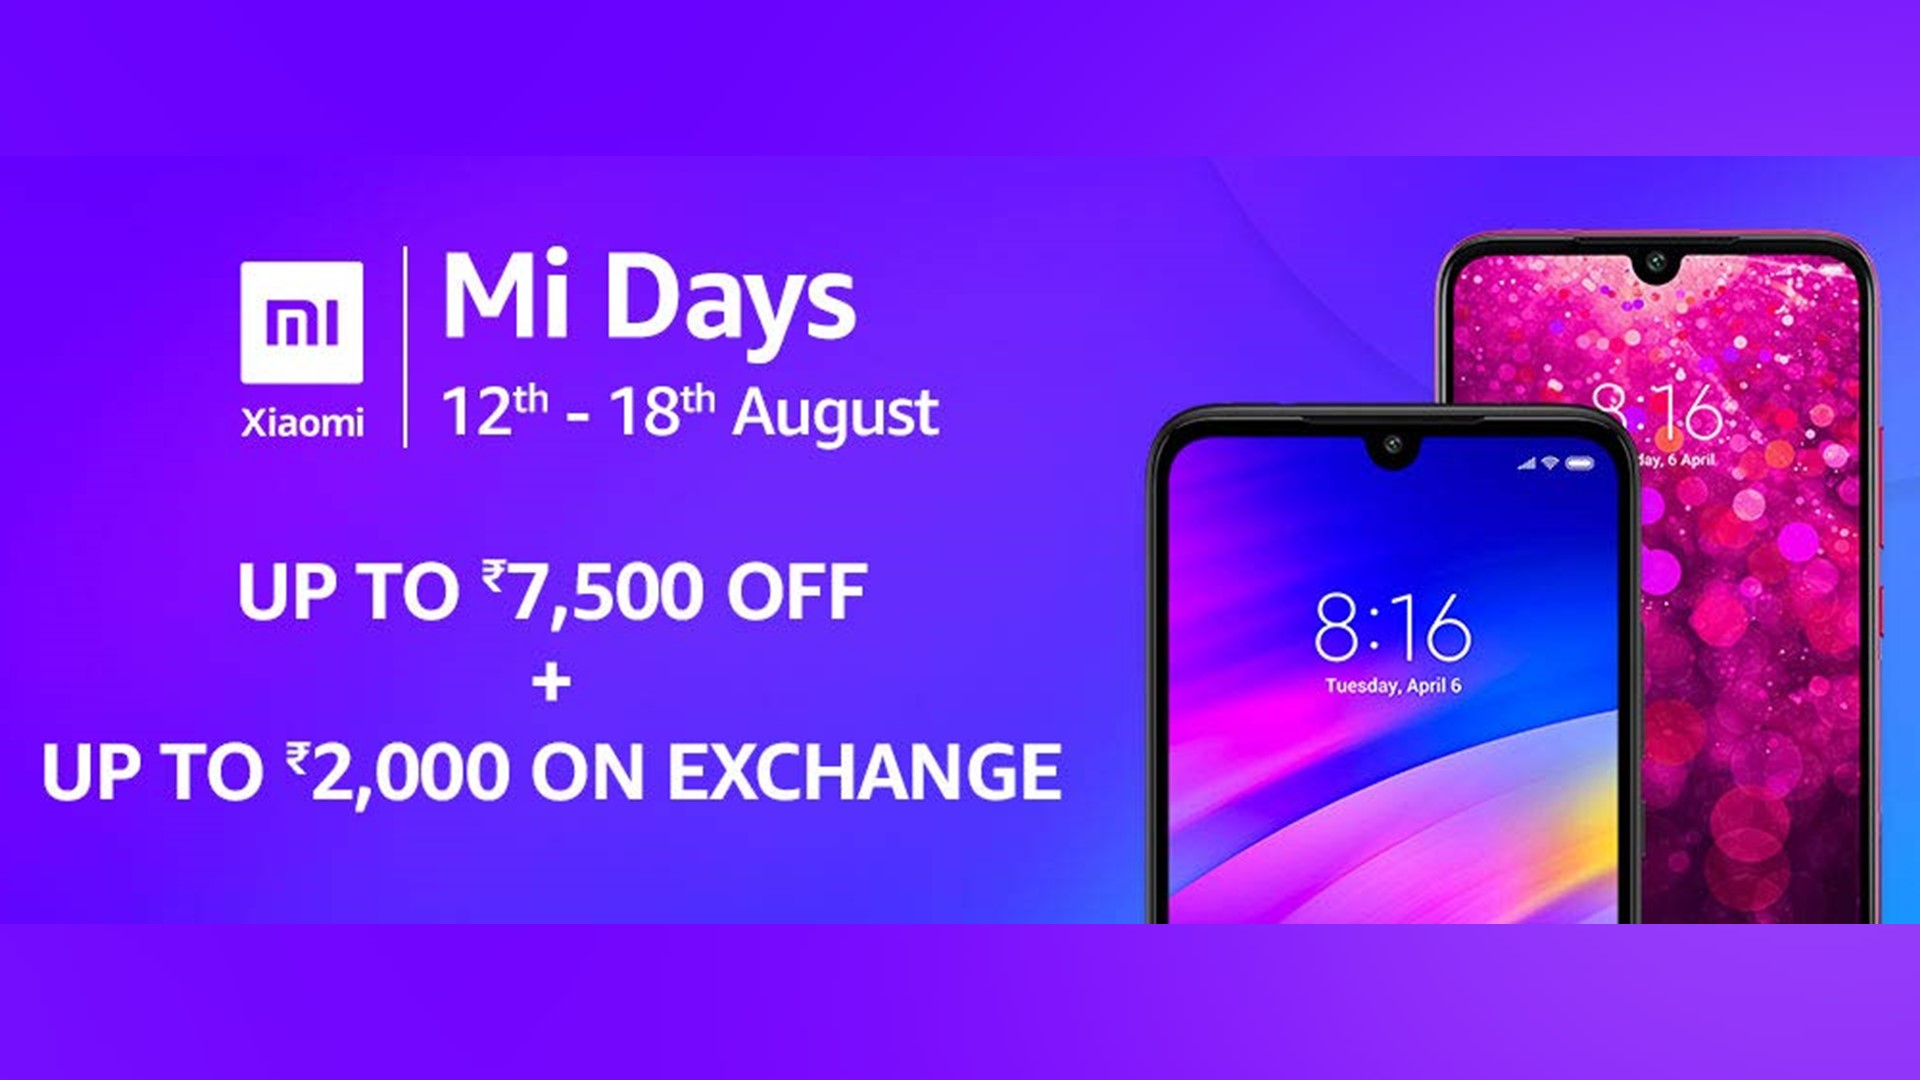 mi
Xiaomi
Mi Days
12th - 18th August
UP TO ₹7,500 OFF
+
UP TO ₹2,000 ON EXCHANGE
8:16
Tuesday, April 6
8:16
day, 6 April